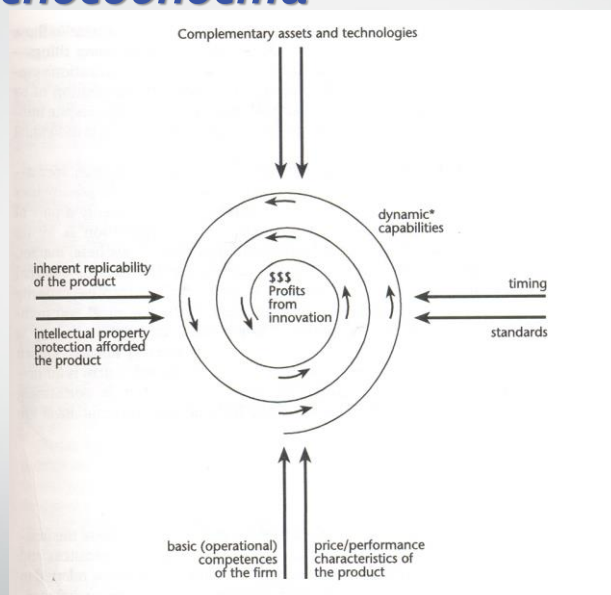 Complementary assets and technologies
dynamic*
capabilities
inherent replicability
of the product
$$$
Profits
from
innovation
timing
intellectual property
protection afforded
the product
standards
basic (operational)
competences
of the firm
price/performance
characteristics of
the product